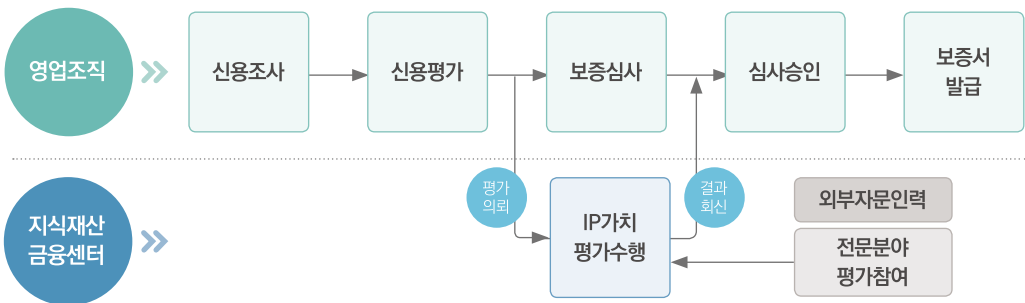 영업조직
신용조사
신용평가
보증심사
심사승인
보증서
발급
지식재산
금융센터
평가
의뢰
IP가치
평가수행
결과
회신
외부자문인력
전문분야
평가참여